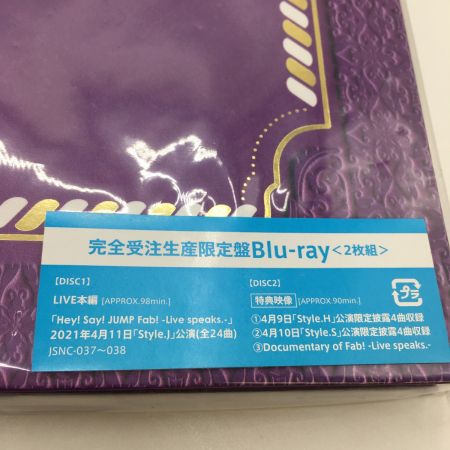 完全受注生産限定盤Blu-ray<2枚組>
【DISC1】
LIVE本編 [APPROX.98min.]
「Hey! Say! JUMP Fab! -Live speaks.-」
2021年4月11日「Style.J」公演(全24曲)
JSNC-037~038
【DISC2】
特典映像 [APPROX.90min.]
①4月9日「Style.H」公演限定披露4曲収録
②4月10日「Style.S」公演限定披露4曲収録
③Documentary of Fab! -Live speaks.-
プラ